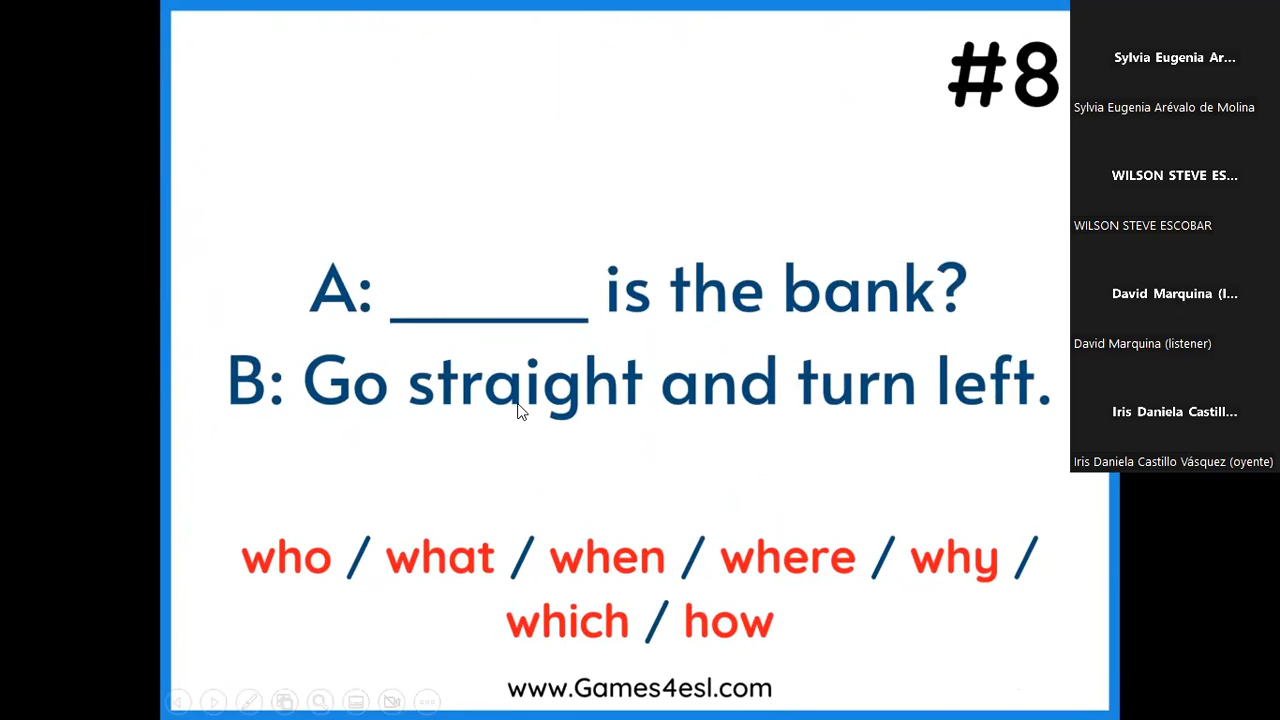 #8
A: ______ is the bank?
B: Go straight and turn left.
who / what / when / where / why /
which / how
www.Games4esl.com
Sylvia Eugenia Ar...
Sylvia Eugenia Arévalo de Molina
WILSON STEVE ES...
WILSON STEVE ESCOBAR
David Marquina (l...
David Marquina (listener)
Iris Daniela Castill...
Iris Daniela Castillo Vásquez (oyente)